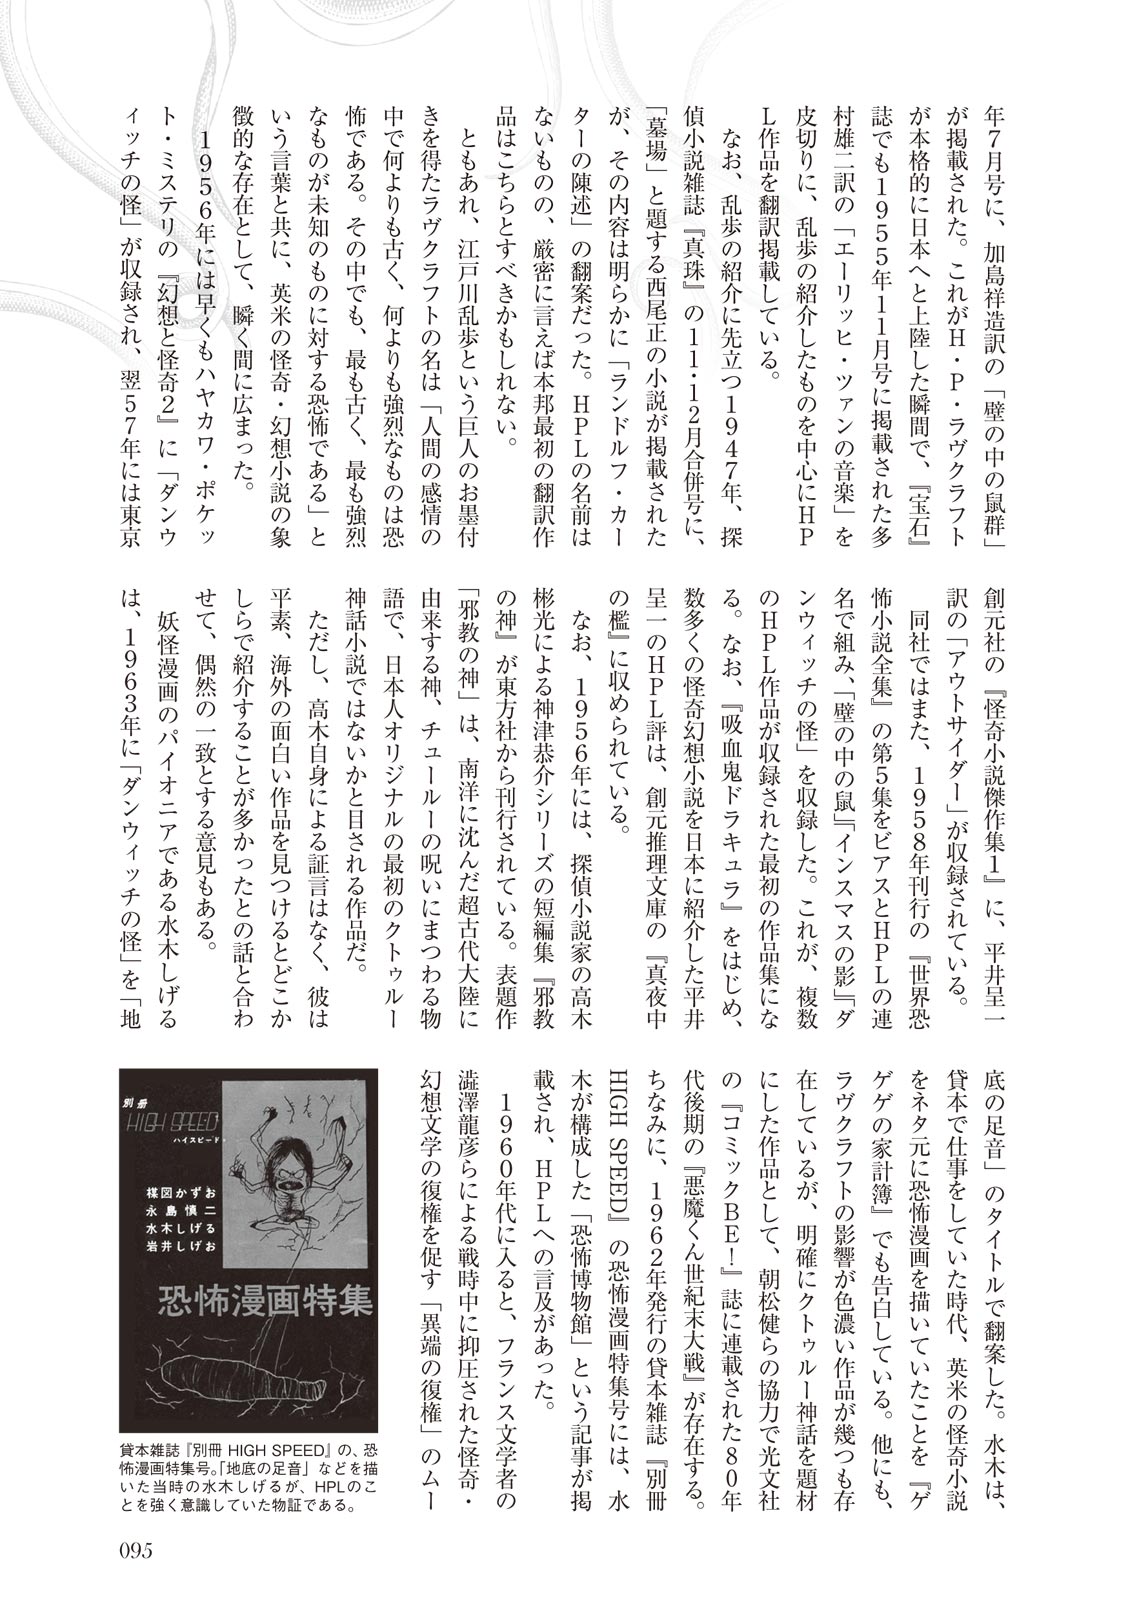 年７月号に、加島祥造訳の「壁の中の鼠群」
が掲載された。これがＨ・Ｐ・ラヴクラフト
が本格的に日本へと上陸した瞬間で、『宝石』
誌でも１９５５年１１月号に掲載された多
村雄二訳の「エーリッヒ・ツァンの音楽」を
皮切りに、乱歩の紹介したものを中心にＨＰ
Ｌ作品を翻訳掲載している。
　なお、乱歩の紹介に先立つ１９４７年、探
偵小説雑誌『真珠』の１１・１２月合併号に、
「墓場」と題する西尾正の小説が掲載された
が、その内容は明らかに「ランドルフ・カー
ターの陳述」の翻案だった。ＨＰＬの名前は
ないものの、厳密に言えば本邦最初の翻訳作
品はこちらとすべきかもしれない。
　ともあれ、江戸川乱歩という巨人のお墨付
きを得たラヴクラフトの名は「人間の感情の
中で何よりも古く、何よりも強烈なものは恐
怖である。その中でも、最も古く、最も強烈
なものが未知のものに対する恐怖である」と
いう言葉と共に、英米の怪奇・幻想小説の象
徴的な存在として、瞬く間に広まった。
　１９５６年には早くもハヤカワ・ポケッ
ト・ミステリの『幻想と怪奇２』に「ダンウ
ィッチの怪」が収録され、翌５７年には東京
創元社の『怪奇小説傑作集１』に、平井呈一
訳の「アウトサイダー」が収録されている。
　同社ではまた、１９５８年刊行の『世界恐
怖小説全集』の第５集をビアスとＨＰＬの連
名で組み、「壁の中の鼠」『インスマスの影』「ダ
ンウィッチの怪」を収録した。これが、複数
のＨＰＬ作品が収録された最初の作品集にな
る。なお、『吸血鬼ドラキュラ』をはじめ、
数多くの怪奇幻想小説を日本に紹介した平井
呈一のＨＰＬ評は、創元推理文庫の『真夜中
の檻』に収められている。
　なお、１９５６年には、探偵小説家の高木
彬光による神津恭介シリーズの短編集『邪教
の神』が東方社から刊行されている。表題作
「邪教の神」は、南洋に沈んだ超古代大陸に
由来する神、チュールーの呪いにまつわる物
語で、日本人オリジナルの最初のクトゥルー
神話小説ではないかと目される作品だ。
　ただし、高木自身による証言はなく、彼は
平素、海外の面白い作品を見つけるとどこか
しらで紹介することが多かったとの話と合わ
せて、偶然の一致とする意見もある。
　妖怪漫画のパイオニアである水木しげる
は、１９６３年に「ダンウィッチの怪」を「地
底の足音」のタイトルで翻案した。水木は、
貸本で仕事をしていた時代、英米の怪奇小説
をネタ元に恐怖漫画を描いていたことを『ゲ
ゲゲの家計簿』でも告白している。他にも、
ラヴクラフトの影響が色濃い作品が幾つも存
在しているが、明確にクトゥルー神話を題材
にした作品として、朝松健らの協力で光文社
の『コミックＢＥ！』誌に連載された８０年
代後期の『悪魔くん世紀末大戦』が存在する。
ちなみに、１９６２年発行の貸本雑誌『別冊
HIGH SPEED』の恐怖漫画特集号には、水
木が構成した「恐怖博物館」という記事が掲
載され、ＨＰＬへの言及があった。
　１９６０年代に入ると、フランス文学者の
澁澤龍彦らによる戦時中に抑圧された怪奇・
幻想文学の復権を促す「異端の復権」のムー
別冊
HIGH SPEED
ハイスピード
楳図かずお
永島慎二
水木しげる
岩井しげお
恐怖漫画特集
貸本雑誌『別冊 HIGH SPEED』の、恐
怖漫画特集号。「地底の足音」などを描
いた当時の水木しげるが、HPLのこ
とを強く意識していた物証である。
095